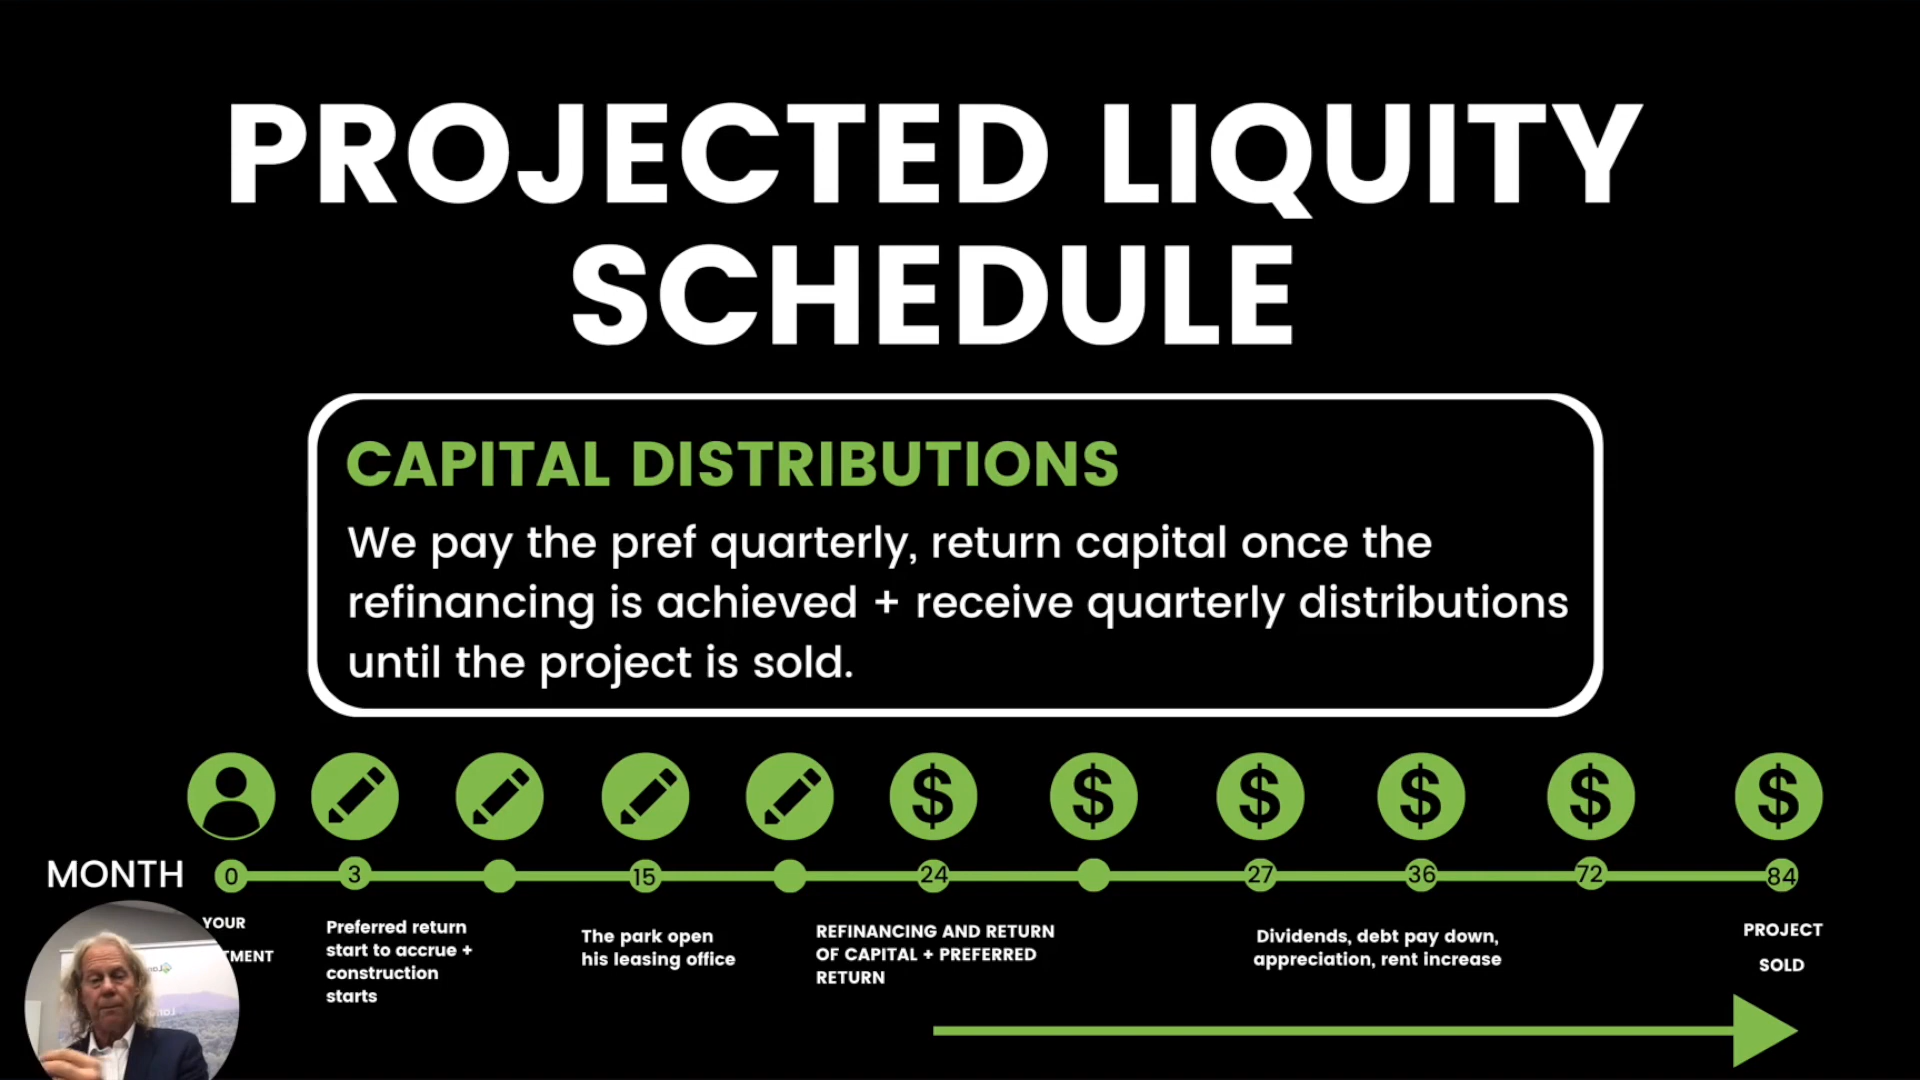 PROJECTED LIQUITY
SCHEDULE
CAPITAL DISTRIBUTIONS
We pay the pref quarterly, return capital once the
refinancing is achieved + receive quarterly distributions
until the project is sold.
MONTH 0 3 15 24 27 36 72 84
YOUR
TMENT
Preferred return
start to accrue +
construction
starts
The park open
his leasing office
REFINANCING AND RETURN
OF CAPITAL + PREFERRED
RETURN
Dividends, debt pay down,
appreciation, rent increase
PROJECT
SOLD